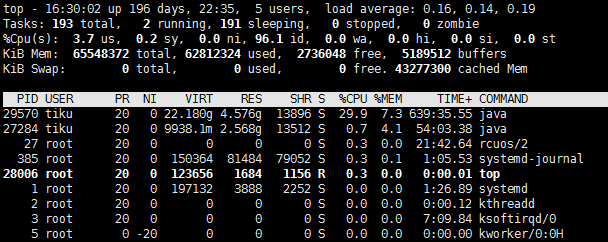 top - 16:30:02 up 196 days, 22:35,  5 users,  load average: 0.16, 0.14, 0.19
Tasks: 193 total,   2 running, 191 sleeping,   0 stopped,   0 zombie
%Cpu(s):  3.7 us,  0.2 sy,  0.0 ni, 96.1 id,  0.0 wa,  0.0 hi,  0.0 si,  0.0 st
KiB Mem:  65548372 total, 62812324 used,  2736048 free,  5189512 buffers
KiB Swap:        0 total,        0 used,        0 free. 43277300 cached Mem
  PID USER      PR  NI    VIRT    RES    SHR S  %CPU %MEM     TIME+ COMMAND
29570 tiku      20   0 22.180g 4.576g  13896 S  29.9  7.3 639:35.55 java
27284 tiku      20   0 9938.1m 2.568g  13512 S   0.7  4.1  54:03.38 java
   27 root      20   0       0      0      0 S   0.3  0.0  21:42.64 rcuos/2
  385 root      20   0  150364  81484  79052 S   0.3  0.1   1:05.53 systemd-journal
28006 root      20   0  123656   1684   1156 R   0.3  0.0   0:00.01 top
    1 root      20   0  197132   3888   2252 S   0.0  0.0   1:26.89 systemd
    2 root      20   0       0      0      0 S   0.0  0.0   0:00.12 kthreadd
    3 root      20   0       0      0      0 S   0.0  0.0   7:09.84 ksoftirqd/0
    5 root       0 -20       0      0      0 S   0.0  0.0   0:00.00 kworker/0:0H